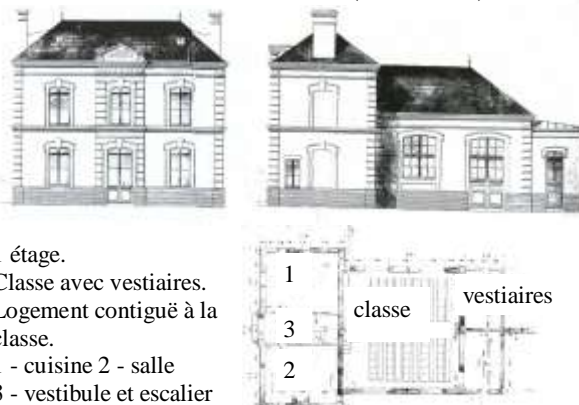 étage.
Classe avec vestiaires.
Logement contiguë à la
classe.
1 - cuisine 2 - salle
3 - vestibule et escalier
1
3
2
classe
vestiaires